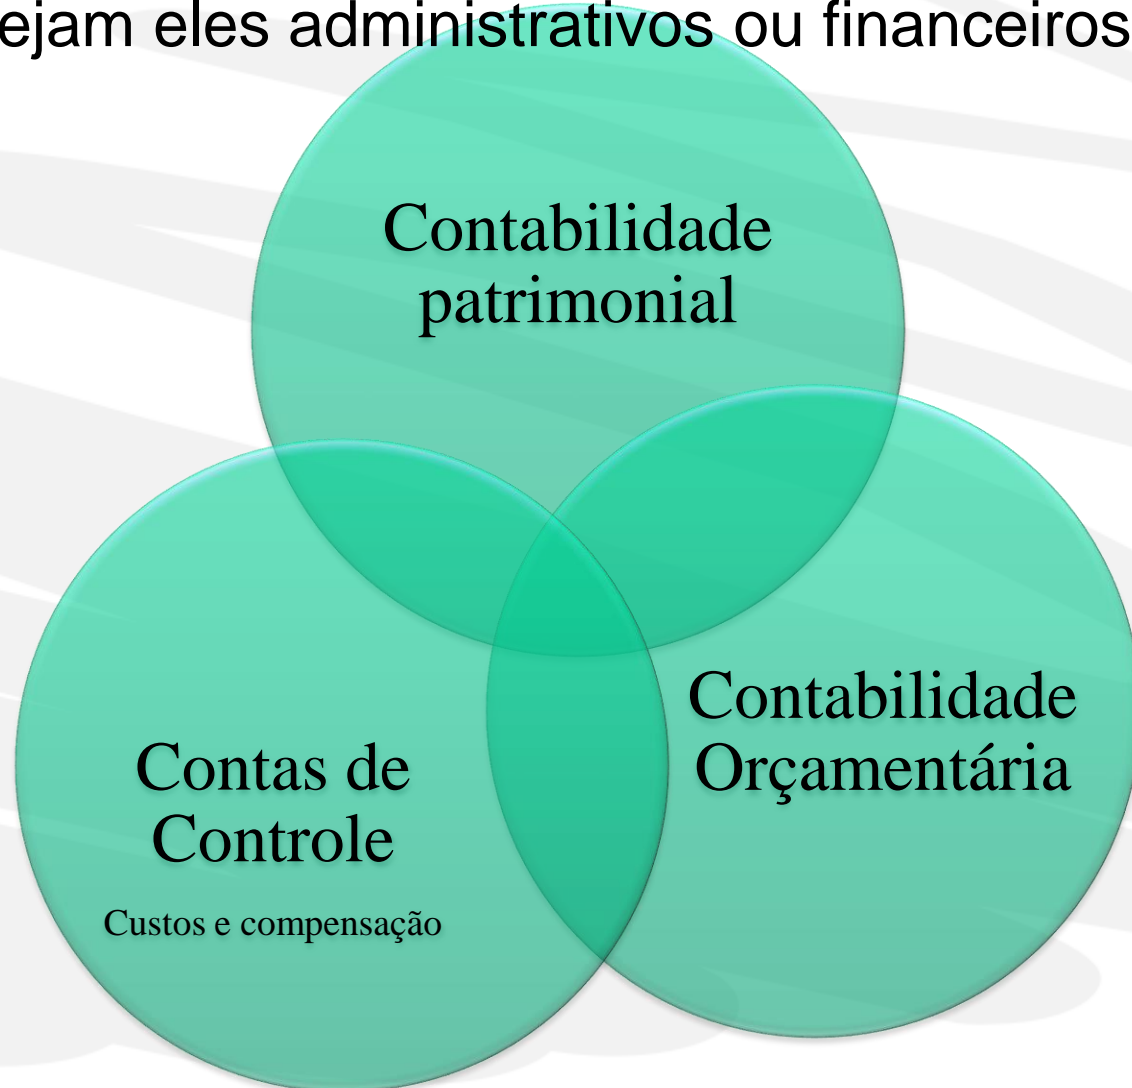 ejam eles administrativos ou financeiros
Contabilidade
patrimonial
Contabilidade
Orçamentária
Contas de
Controle
Custos e compensação